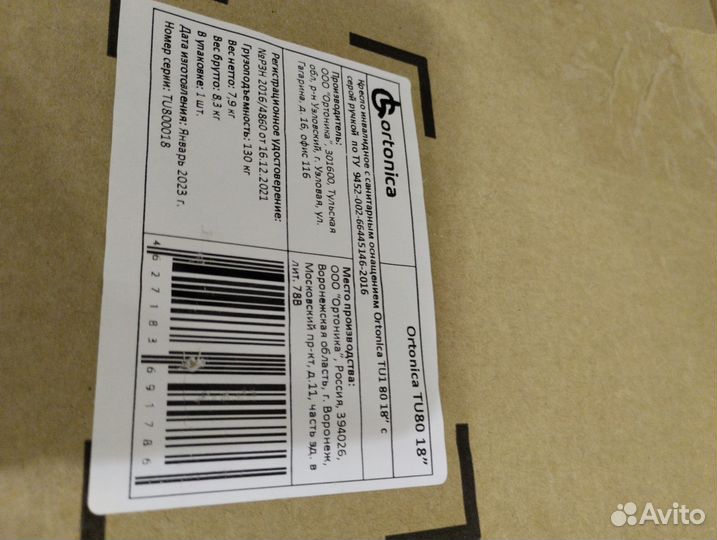 ortonica
Ortonica TU80 18”
Кресло инвалидное с санитарным оснащением Ortonica TU1 80 18” с
серой ручкой по ТУ 9452-002-66445146-2016
Производитель:
ООО "Ортоника", 301600, Тульская
обл, р-н Узловский, г. Узловая, ул.
Гагарина, д. 16, офис 116
Место производства:
ООО "Ортоника", Россия, 394026,
Воронежская область, г. Воронеж,
Московский пр-кт, д.11, часть зд. в
лит. 78В
Регистрационное удостоверение:
№РЗН 2016/4860 от 16.12.2021
Грузоподъемность: 130 кг
Вес нетто: 7,9 кг
Вес брутто: 8.3 кг
В упаковке: 1 шт.
Дата изготовления: Январь 2023 г.
Номер серии: TU800018
4 627183 691786
Avito